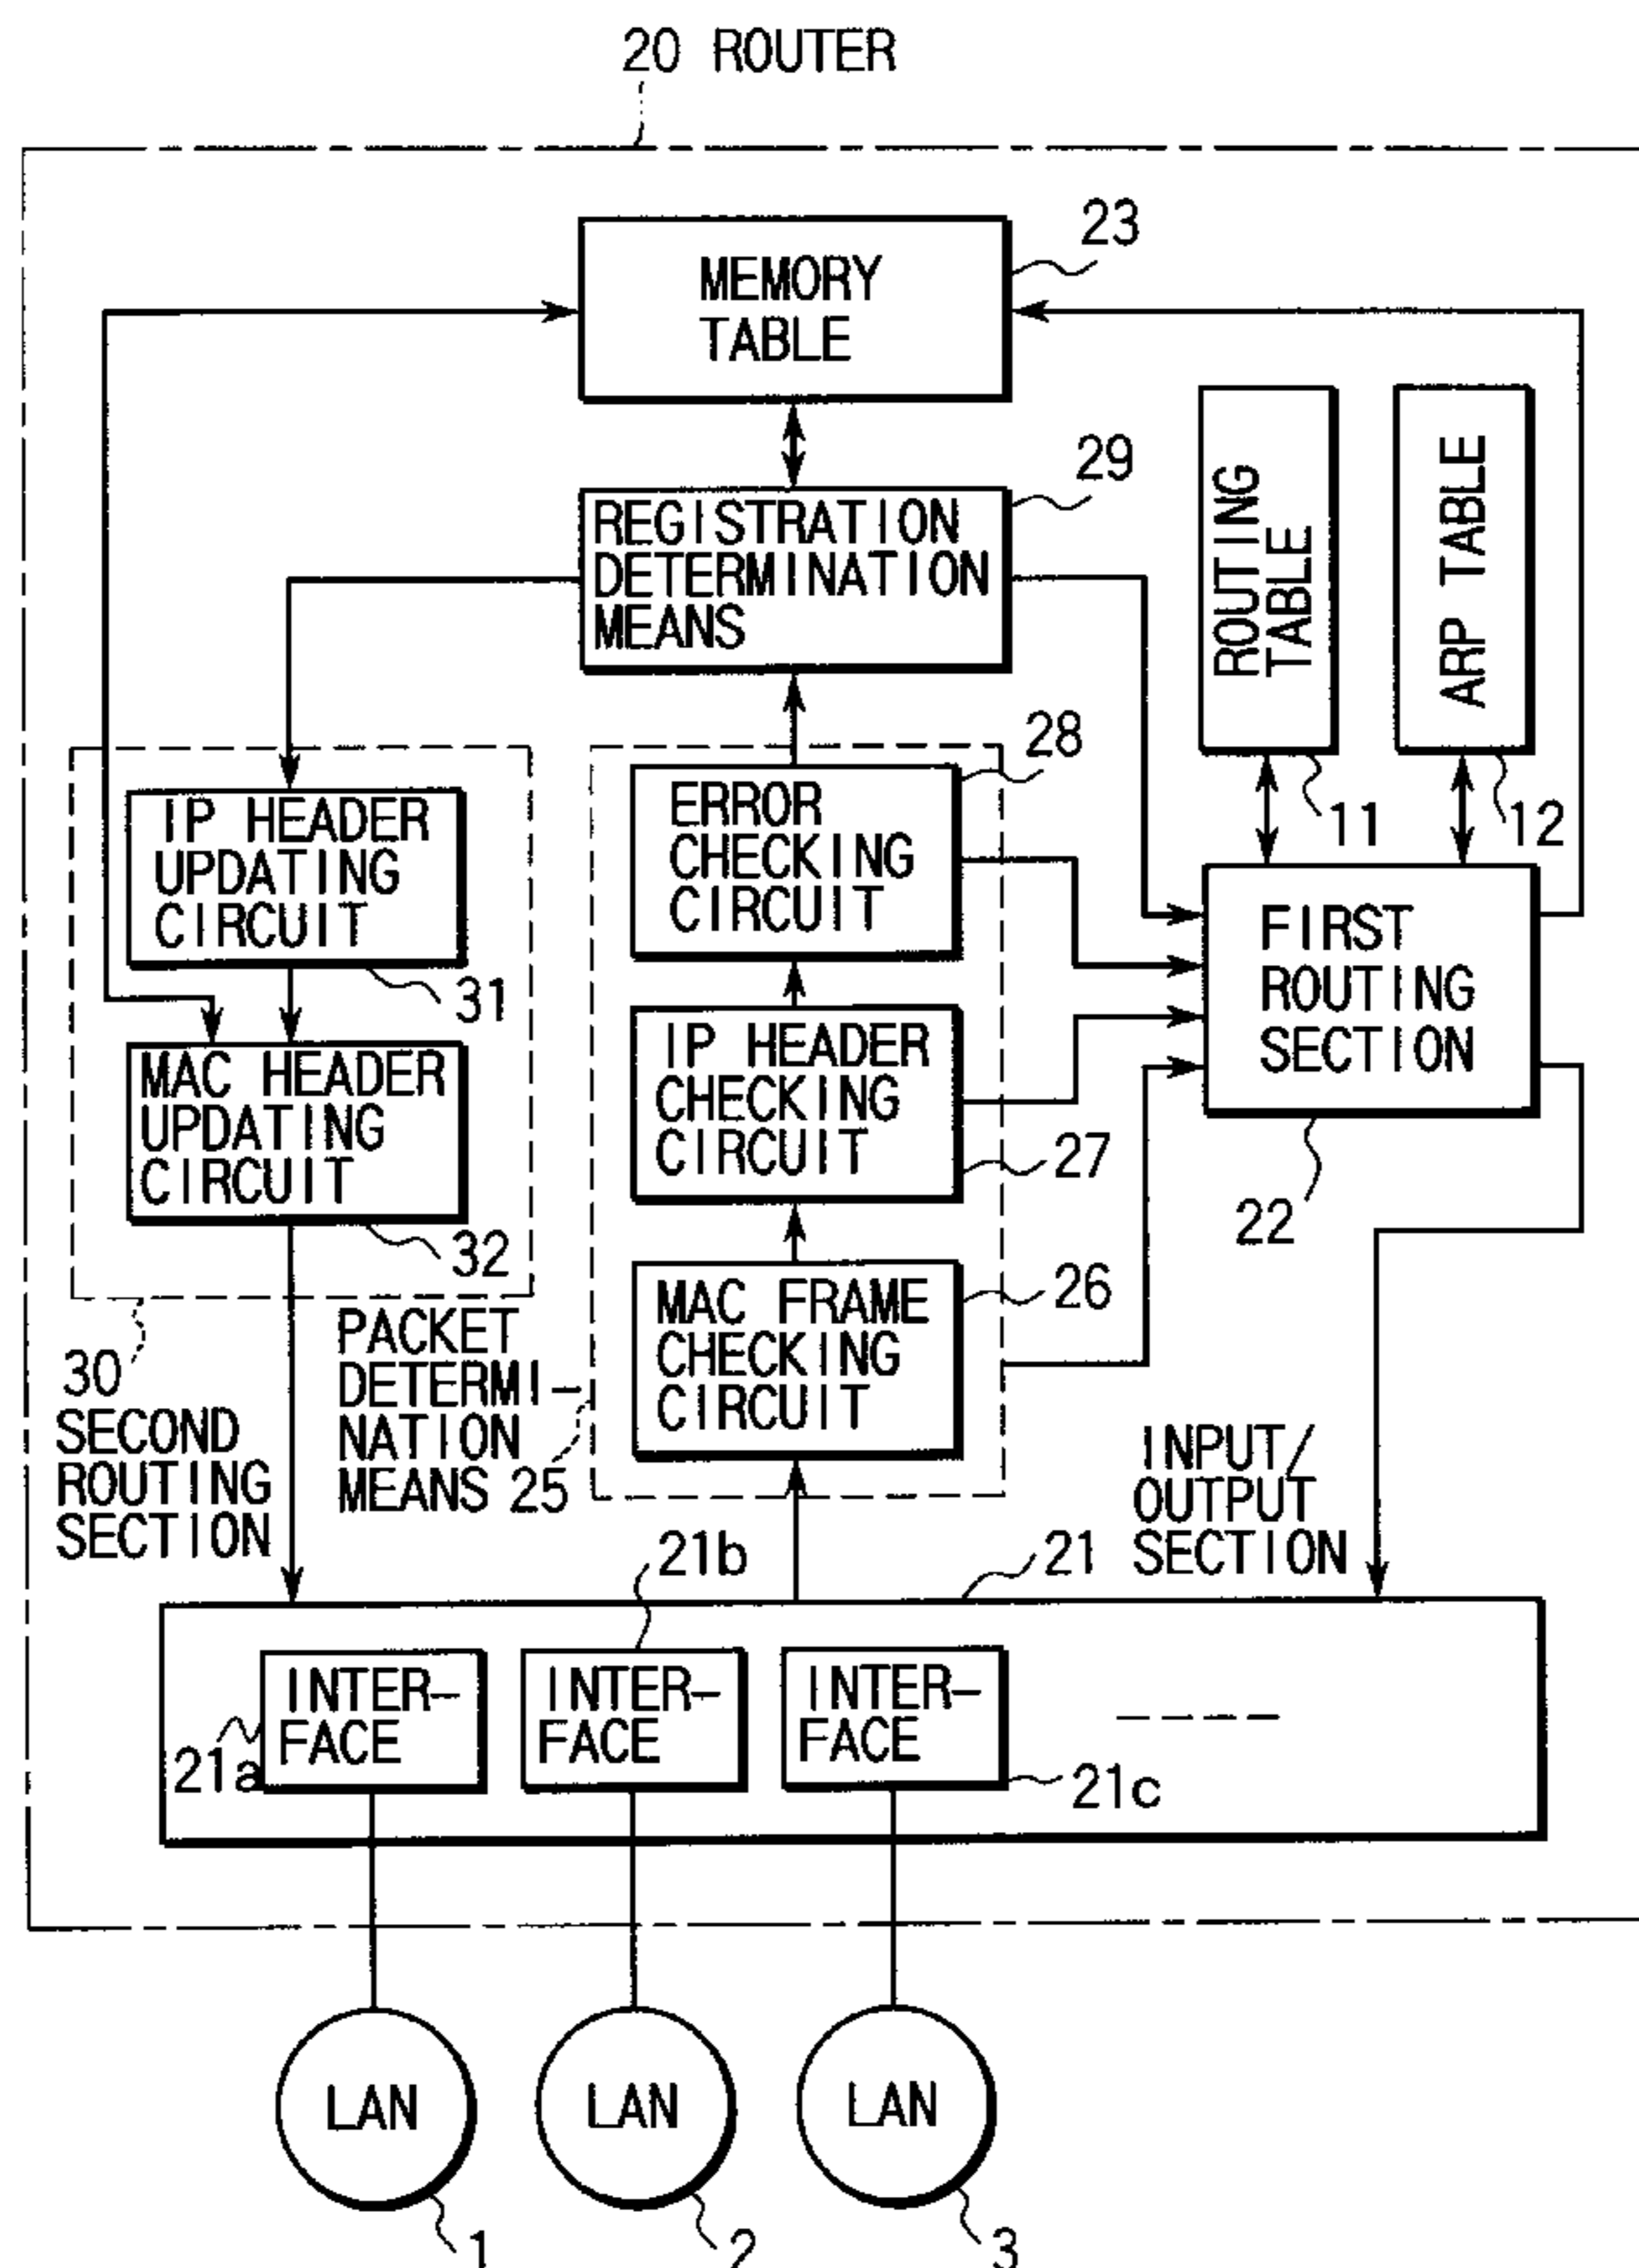 20 ROUTER
23
MEMORY
TABLE
29
REGISTRATION
DETERMINATION
MEANS
ROUTING
TABLE
ARP TABLE
11
12
28
ERROR
CHECKING
CIRCUIT
IP HEADER
UPDATING
CIRCUIT
31
FIRST
ROUTING
SECTION
22
IP HEADER
CHECKING
CIRCUIT
27
MAC HEADER
UPDATING
CIRCUIT
32
MAC FRAME
CHECKING
CIRCUIT
26
30
SECOND
ROUTING
SECTION
PACKET
DETERMI-
NATION
MEANS 25
INPUT/
OUTPUT
SECTION
21
21b
INTER-
FACE
21a
INTER-
FACE
INTER-
FACE
21c
LAN
LAN
LAN
1
2
3